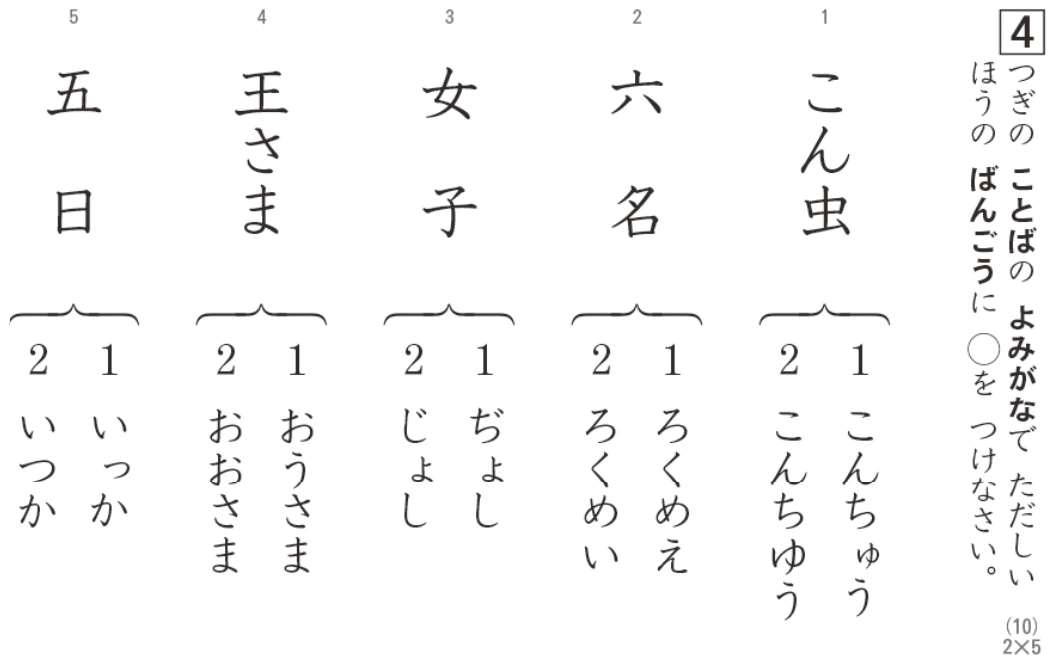 4
つぎの ことばの よみがなで ただしい
ほうの ばんごうに ◯を つけなさい。
(10)
2×5
1
こん虫
1 こんちゅう
2 こんちゆう
2
六名
1 ろくめえ
2 ろくめい
3
女子
1 ぢょし
2 じょし
4
王さま
1 おうさま
2 おおさま
5
五日
1 いっか
2 いつか